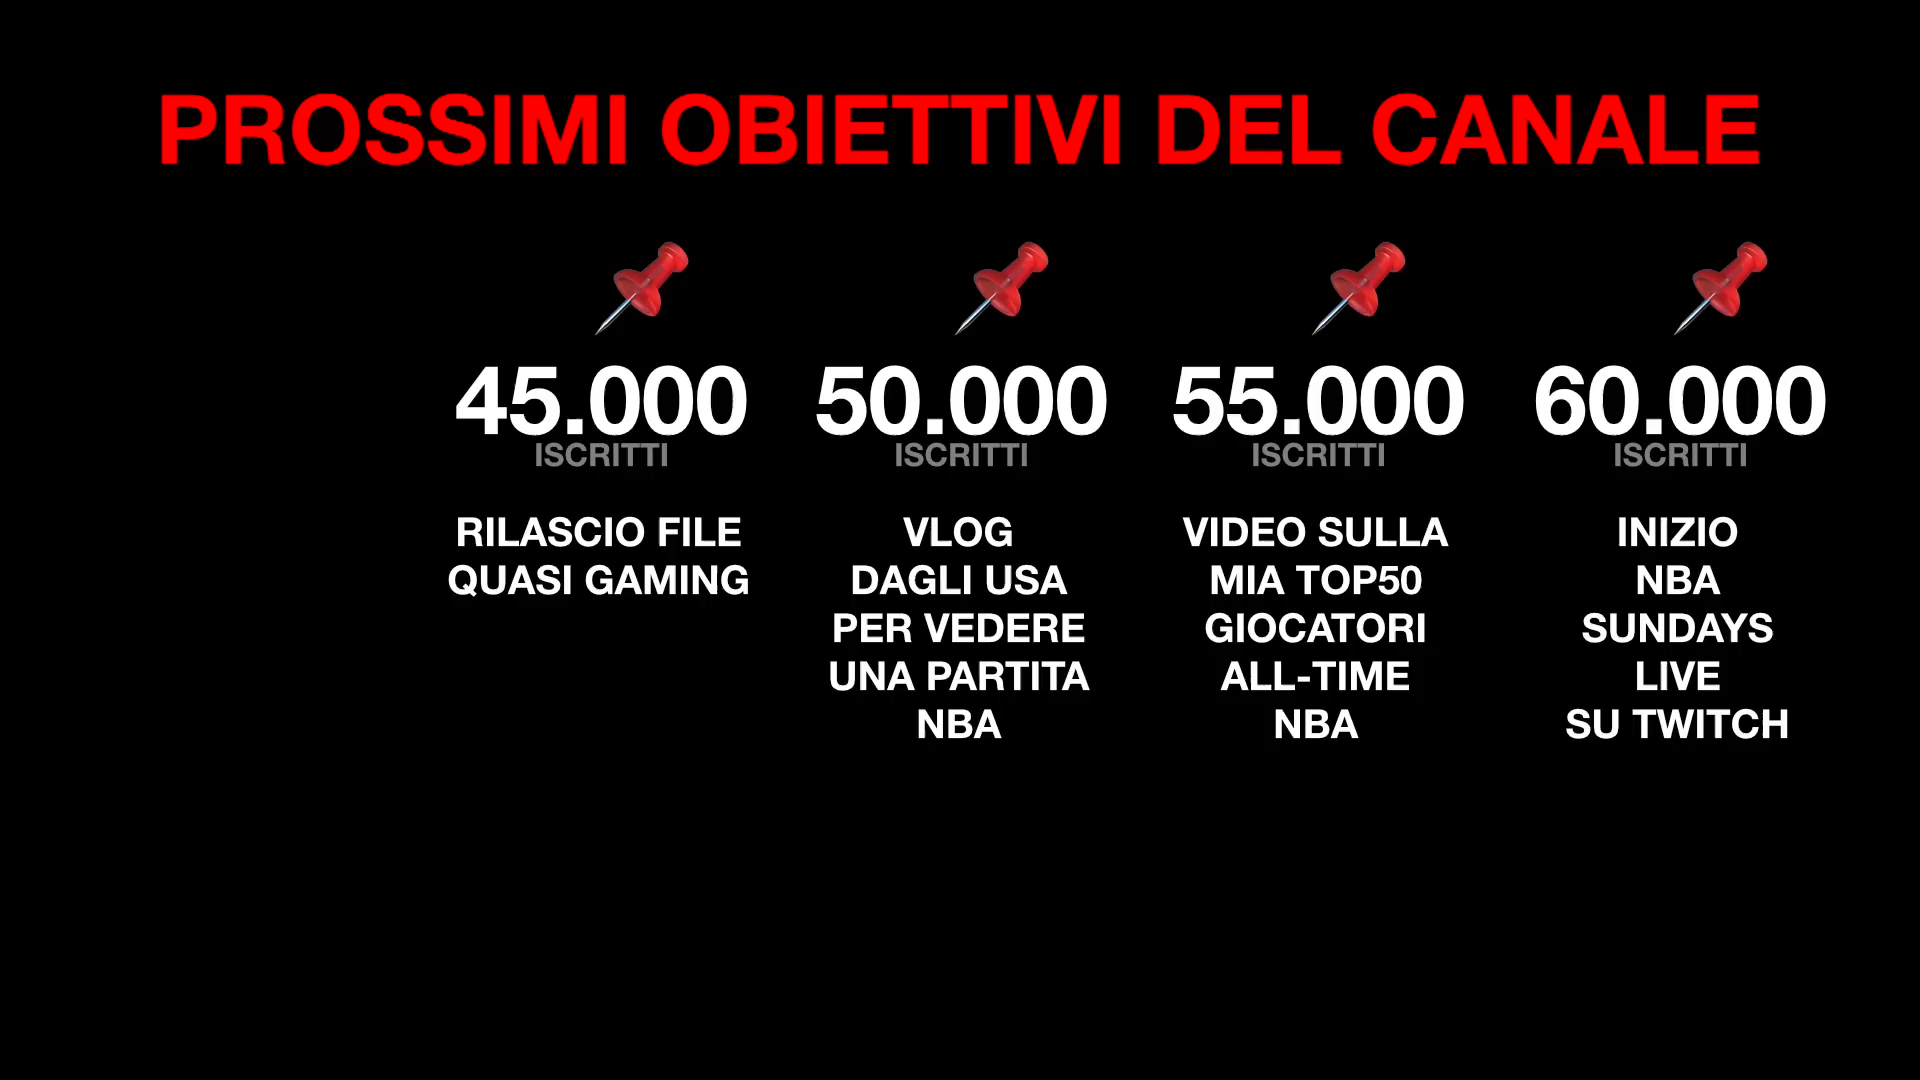 PROSSIMI OBIETTIVI DEL CANALE
45.000
ISCRITTI
RILASCIO FILE
QUASI GAMING
50.000
ISCRITTI
VLOG
DAGLI USA
PER VEDERE
UNA PARTITA
NBA
55.000
ISCRITTI
VIDEO SULLA
MIA TOP50
GIOCATORI
ALL-TIME
NBA
60.000
ISCRITTI
INIZIO
NBA
SUNDAYS
LIVE
SU TWITCH